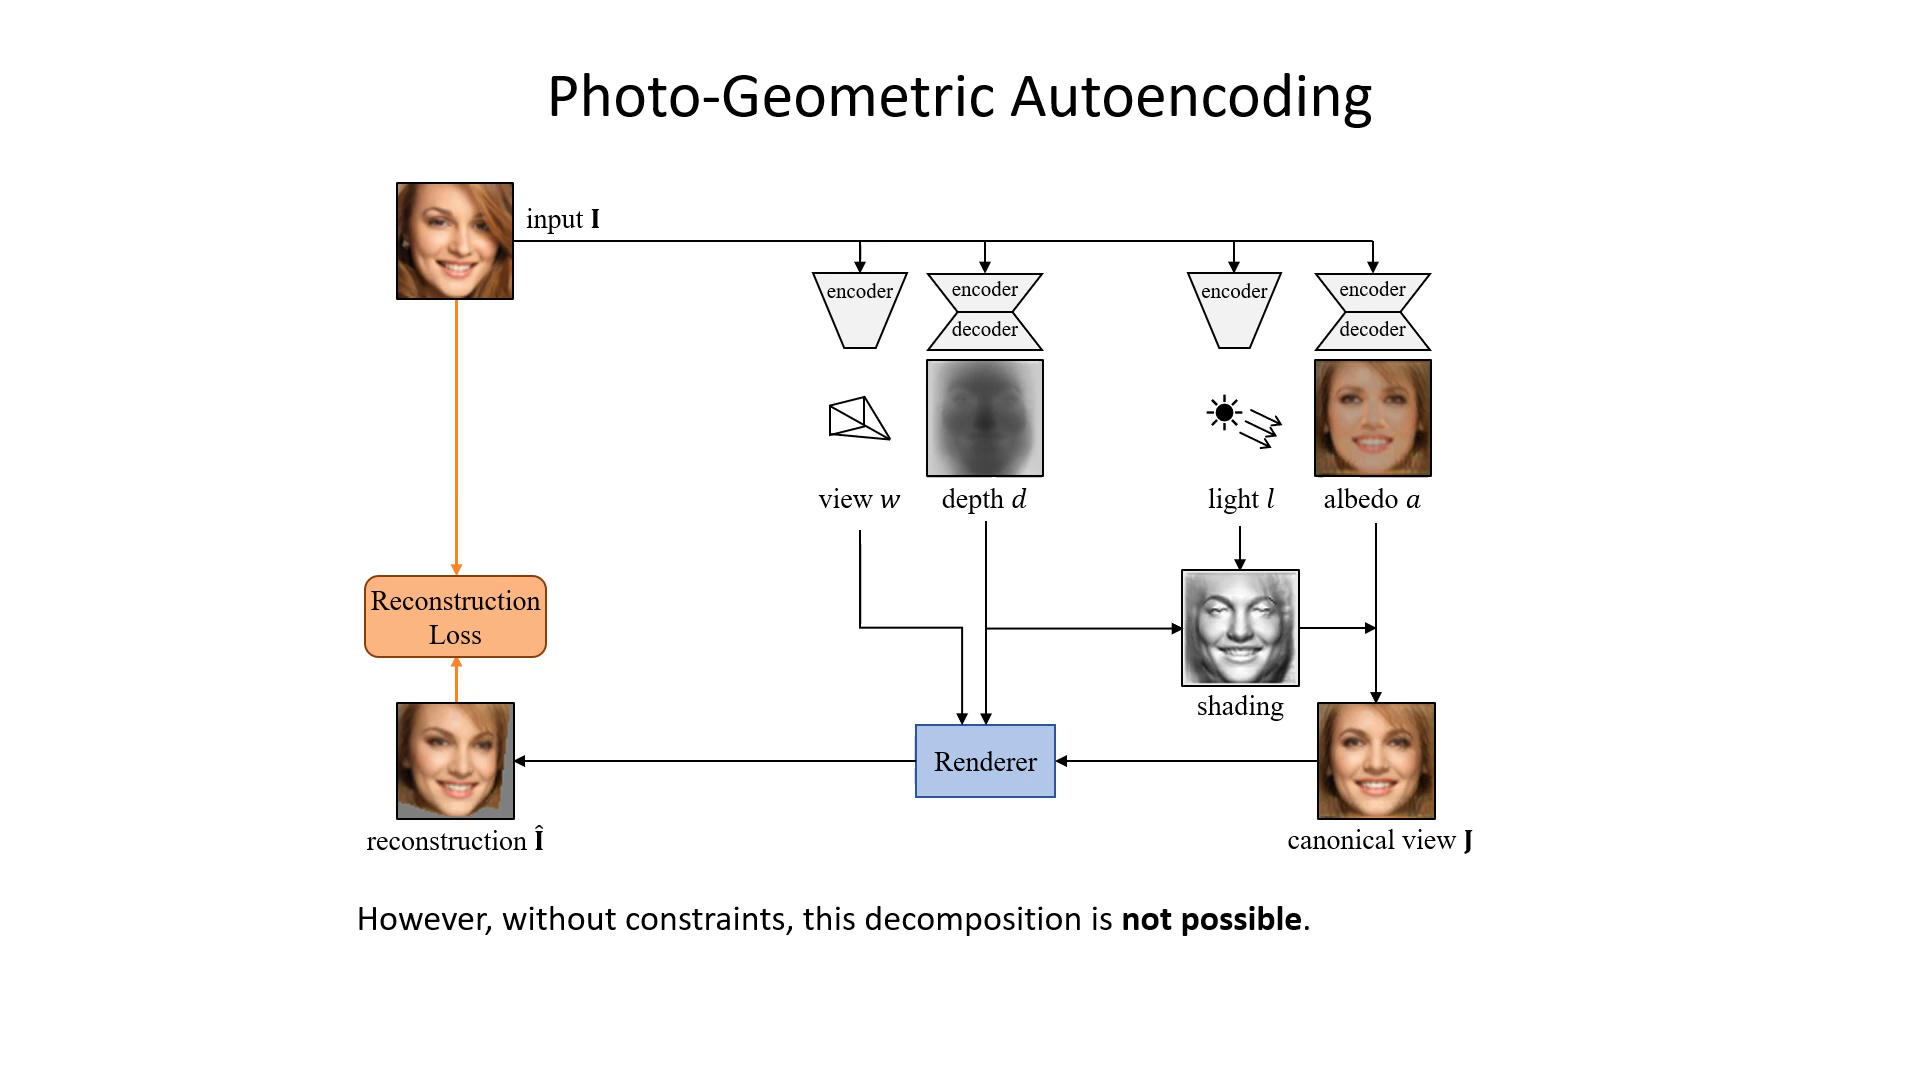 Photo-Geometric Autoencoding
input I
encoder
encoder
decoder
encoder
encoder
decoder
view w
depth d
light l
albedo a
Reconstruction
Loss
shading
Renderer
reconstruction Î
canonical view J
However, without constraints, this decomposition is not possible.